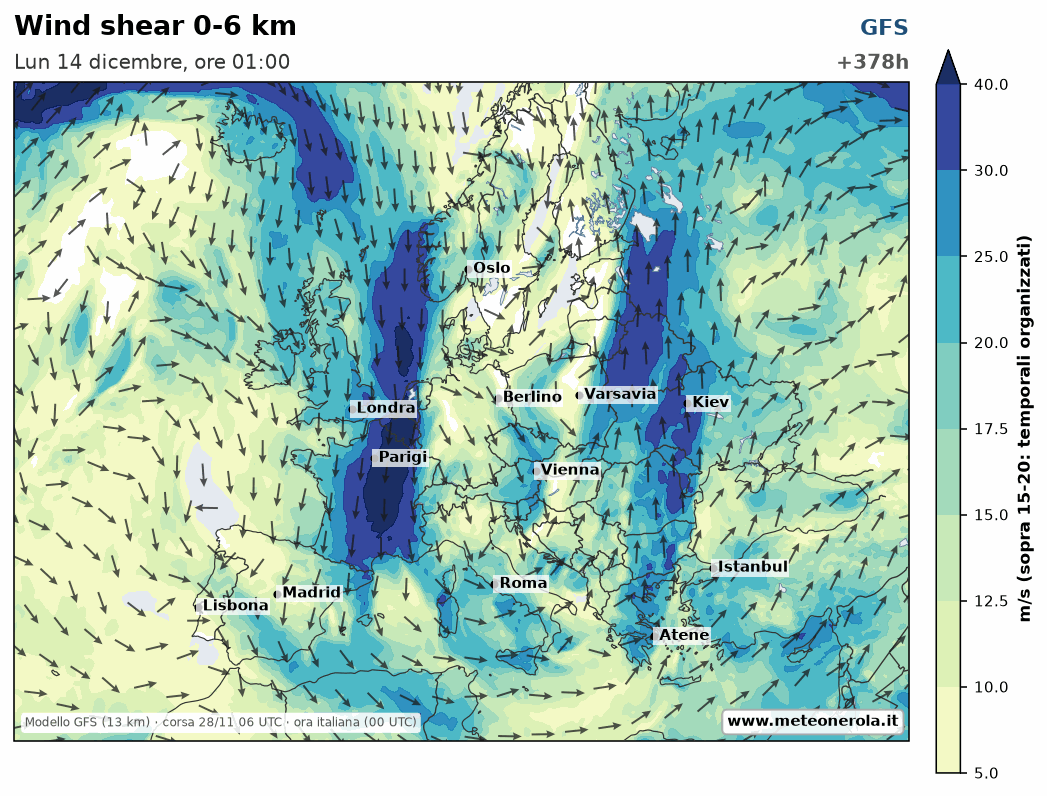 Wind shear 0-6 km
GFS
Lun 14 dicembre, ore 01:00
+378h
40.0
30.0
25.0
20.0
17.5
15.0
12.5
10.0
5.0
m/s (sopra 15-20: temporali organizzati)
Oslo
Berlino
Varsavia
Kiev
Londra
Parigi
Vienna
Istanbul
Roma
Madrid
Lisbona
Atene
Modello GFS (13 km) · corsa 28/11 06 UTC · ora italiana (00 UTC)
www.meteonerola.it